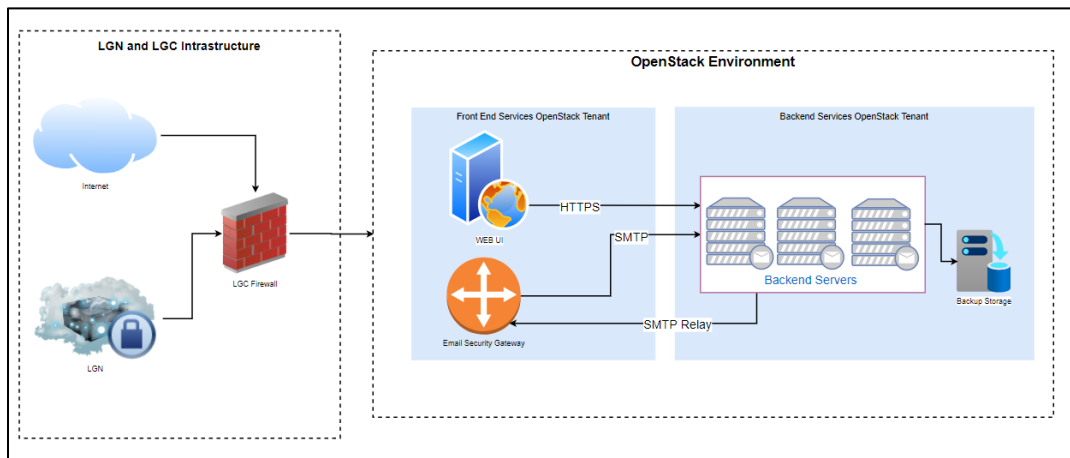 LGN and LGC Intrastructure
OpenStack Environment
Front End Services OpenStack Tenant
Backend Services OpenStack Tenant
Internet
LGC Firewall
LGN
WEB UI
HTTPS
SMTP
Email Security Gateway
SMTP Relay
Backend Servers
Backup Storage